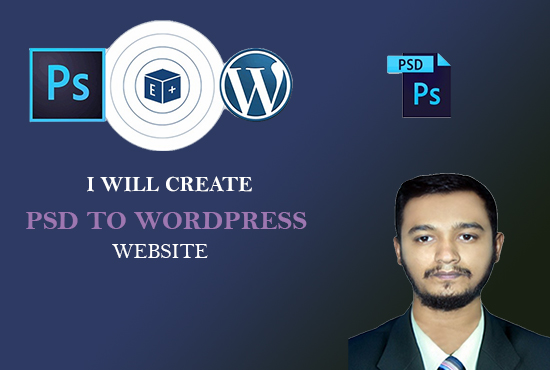 Ps
E +
W
PSD
Ps
I WILL CREATE
PSD TO WORDPRESS
WEBSITE